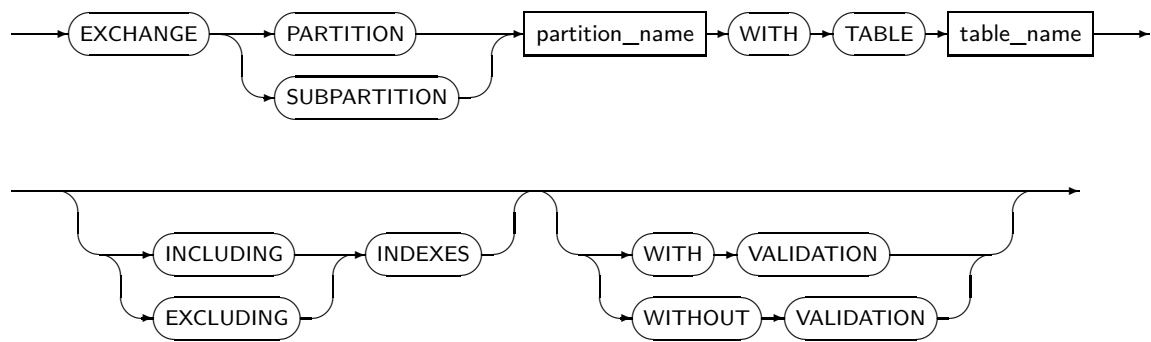 EXCHANGE PARTITION partition_name WITH TABLE table_name
SUBPARTITION
INCLUDING INDEXES WITH VALIDATION
EXCLUDING WITHOUT VALIDATION